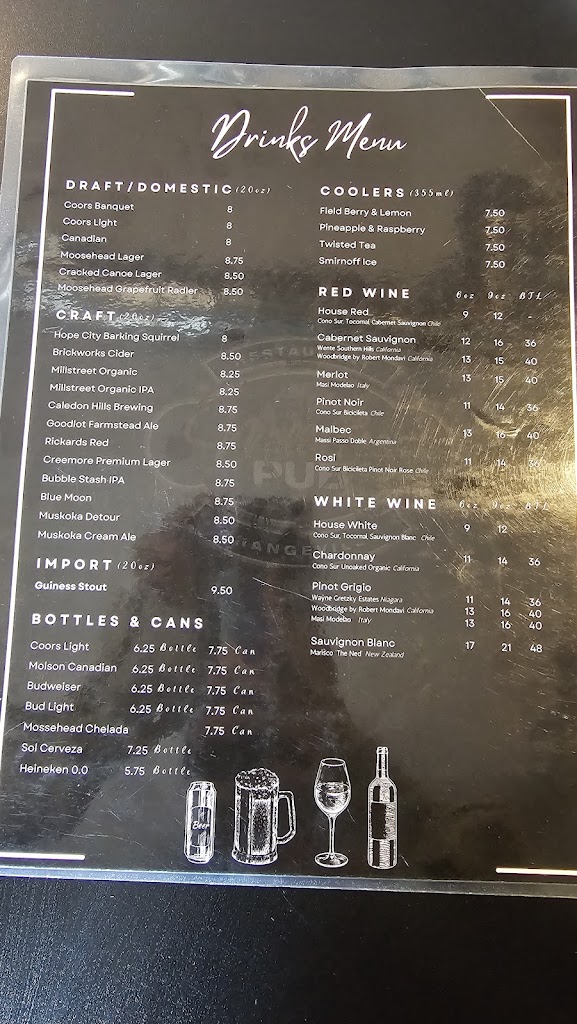 Drinks Menu
DRAFT/DOMESTIC (20oz)
Coors Banquet 8
Coors Light 8
Canadian 8
Moosehead Lager 8.75
Cracked Canoe Lager 8.50
Moosehead Grapefruit Radler 8.50
CRAFT (20oz)
Hope City Barking Squirrel 8
Brickworks Cider 8.50
Millstreet Organic 8.25
Millstreet Organic IPA 8.25
Caledon Hills Brewing 8.75
Goodlot Farmstead Ale 8.75
Rickards Red 8.75
Creemore Premium Lager 8.50
Bubble Stash IPA 8.75
Blue Moon 8.75
Muskoka Detour 8.50
Muskoka Cream Ale 8.50
IMPORT (20oz)
Guiness Stout 9.50
BOTTLES & CANS
Coors Light 6.25 Bottle 7.75 Can
Molson Canadian 6.25 Bottle 7.75 Can
Budweiser 6.25 Bottle 7.75 Can
Bud Light 6.25 Bottle 7.75 Can
Mossehead Chelada 7.75 Can
Sol Cerveza 7.25 Bottle
Heineken 0.0 5.75 Bottle
COOLERS (355ml)
Field Berry & Lemon 7.50
Pineapple & Raspberry 7.50
Twisted Tea 7.50
Smirnoff Ice 7.50
RED WINE 6oz 9oz BTL
House Red 9 12 -
Cono Sur, Tocornal, Cabernet Sauvignon Chile
Cabernet Sauvignon 12 16 36
Wente Southern Hills California
Woodbridge by Robert Mondavi California 13 15 40
Merlot 13 15 40
Masi Modelao Italy
Pinot Noir 11 14 36
Cono Sur Bicicileta Chile
Malbec 13 16 40
Massi Passo Doble Argentina
Rosi 11 14 36
Cono Sur Bicicleta Pinot Noir Rose Chile
WHITE WINE 6oz 9oz BTL
House White 9 12
Cono Sur, Tocornal, Sauvignon Blanc Chile
Chardonnay 11 14 36
Cono Sur Unoaked Organic California
Pinot Grigio
Wayne Gretzky Estates Niagara 11 14 36
Woodbridge by Robert Mondavi California 13 16 40
Masi Modelao Italy 13 16 40
Sauvignon Blanc 17 21 48
Marisco 'The Ned' New Zealand
Beer
PUB